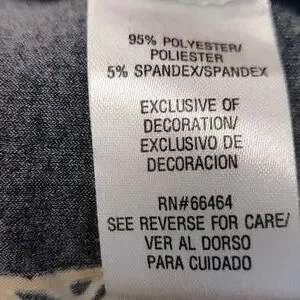 95% POLYESTER/
POLIESTER
5% SPANDEX/SPANDEX
EXCLUSIVE OF
DECORATION/
EXCLUSIVO DE
DECORACION
RN#66464
SEE REVERSE FOR CARE/
VER AL DORSO
PARA CUIDADO